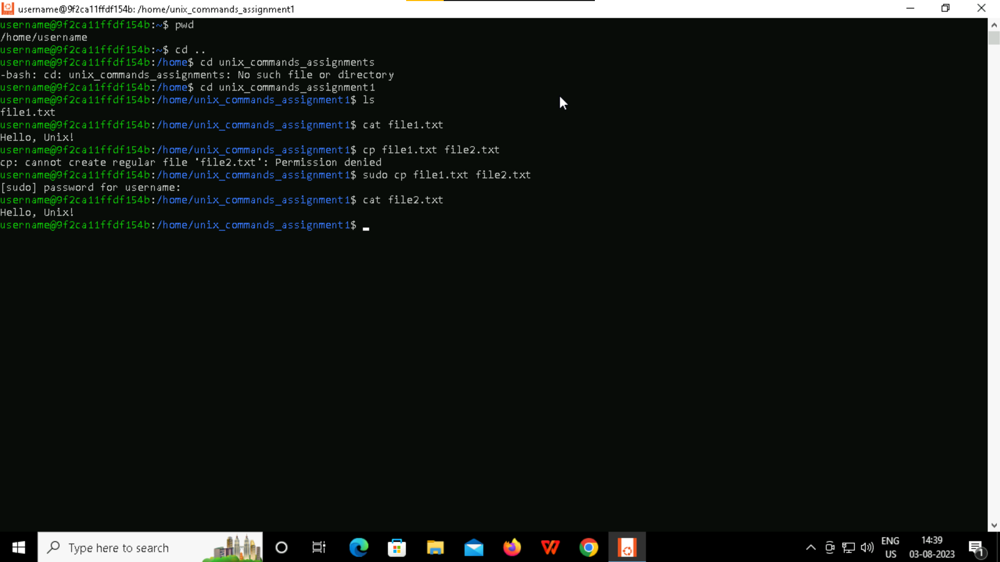 username@9f2ca11ffdf154b: /home/unix_commands_assignment1
username@9f2ca11ffdf154b:~$ pwd
/home/username
username@9f2ca11ffdf154b:~$ cd ..
username@9f2ca11ffdf154b:/home$ cd unix_commands_assignments
-bash: cd: unix_commands_assignments: No such file or directory
username@9f2ca11ffdf154b:/home$ cd unix_commands_assignment1
username@9f2ca11ffdf154b:/home/unix_commands_assignment1$ ls
file1.txt
username@9f2ca11ffdf154b:/home/unix_commands_assignment1$ cat file1.txt
Hello, Unix!
username@9f2ca11ffdf154b:/home/unix_commands_assignment1$ cp file1.txt file2.txt
cp: cannot create regular file 'file2.txt': Permission denied
username@9f2ca11ffdf154b:/home/unix_commands_assignment1$ sudo cp file1.txt file2.txt
[sudo] password for username:
username@9f2ca11ffdf154b:/home/unix_commands_assignment1$ cat file2.txt
Hello, Unix!
username@9f2ca11ffdf154b:/home/unix_commands_assignment1$
Type here to search
ENG
US
14:39
03-08-2023
1